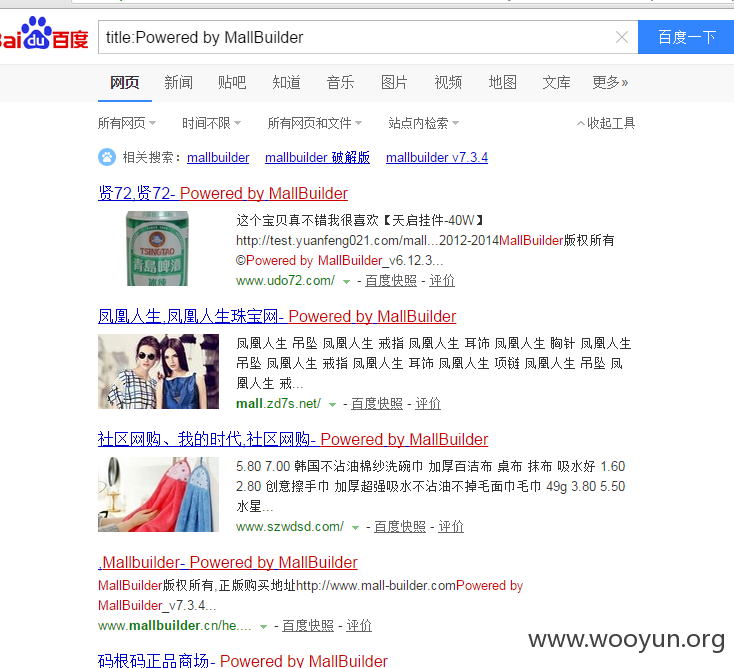 Bai du 百度 title:Powered by MallBuilder 百度一下
网页 新闻 贴吧 知道 音乐 图片 视频 地图 文库 更多»
所有网页 时间不限 所有网页和文件 站点内检索 收起工具
相关搜索: mallbuilder mallbuilder 破解版 mallbuilder v7.3.4
贤72,贤72- Powered by MallBuilder
TSINGTAO
青島啤酒
这个宝贝真不错我很喜欢【天启挂件-40W】
http://test.yuanfeng021.com/mall...2012-2014MallBuilder版权所有
©Powered by MallBuilder_v6.12.3...
www.udo72.com/ - 百度快照 - 评价
凤凰人生,凤凰人生珠宝网- Powered by MallBuilder
凤凰人生 吊坠 凤凰人生 戒指 凤凰人生 耳饰 凤凰人生 胸针 凤凰人生
吊坠 凤凰人生 戒指 凤凰人生 耳饰 凤凰人生 项链 凤凰人生 吊坠 凤
凰人生 戒...
mall.zd7s.net/ - 百度快照 - 评价
社区网购、我的时代,社区网购- Powered by MallBuilder
5.80 7.00 韩国不沾油棉纱洗碗巾 加厚百洁布 桌布 抹布 吸水好 1.60
2.80 创意擦手巾 加厚超强吸水不沾油不掉毛面巾毛巾 49g 3.80 5.50
水星...
www.szwdsd.com/ - 百度快照 - 评价
,Mallbuilder- Powered by MallBuilder
MallBuilder版权所有,正版购买地址http://www.mall-builder.comPowered by
MallBuilder_v7.3.4...
www.mallbuilder.cn/he.... - 百度快照 - 评价
码根码正品商场- Powered by MallBuilder
www.wooyun.org